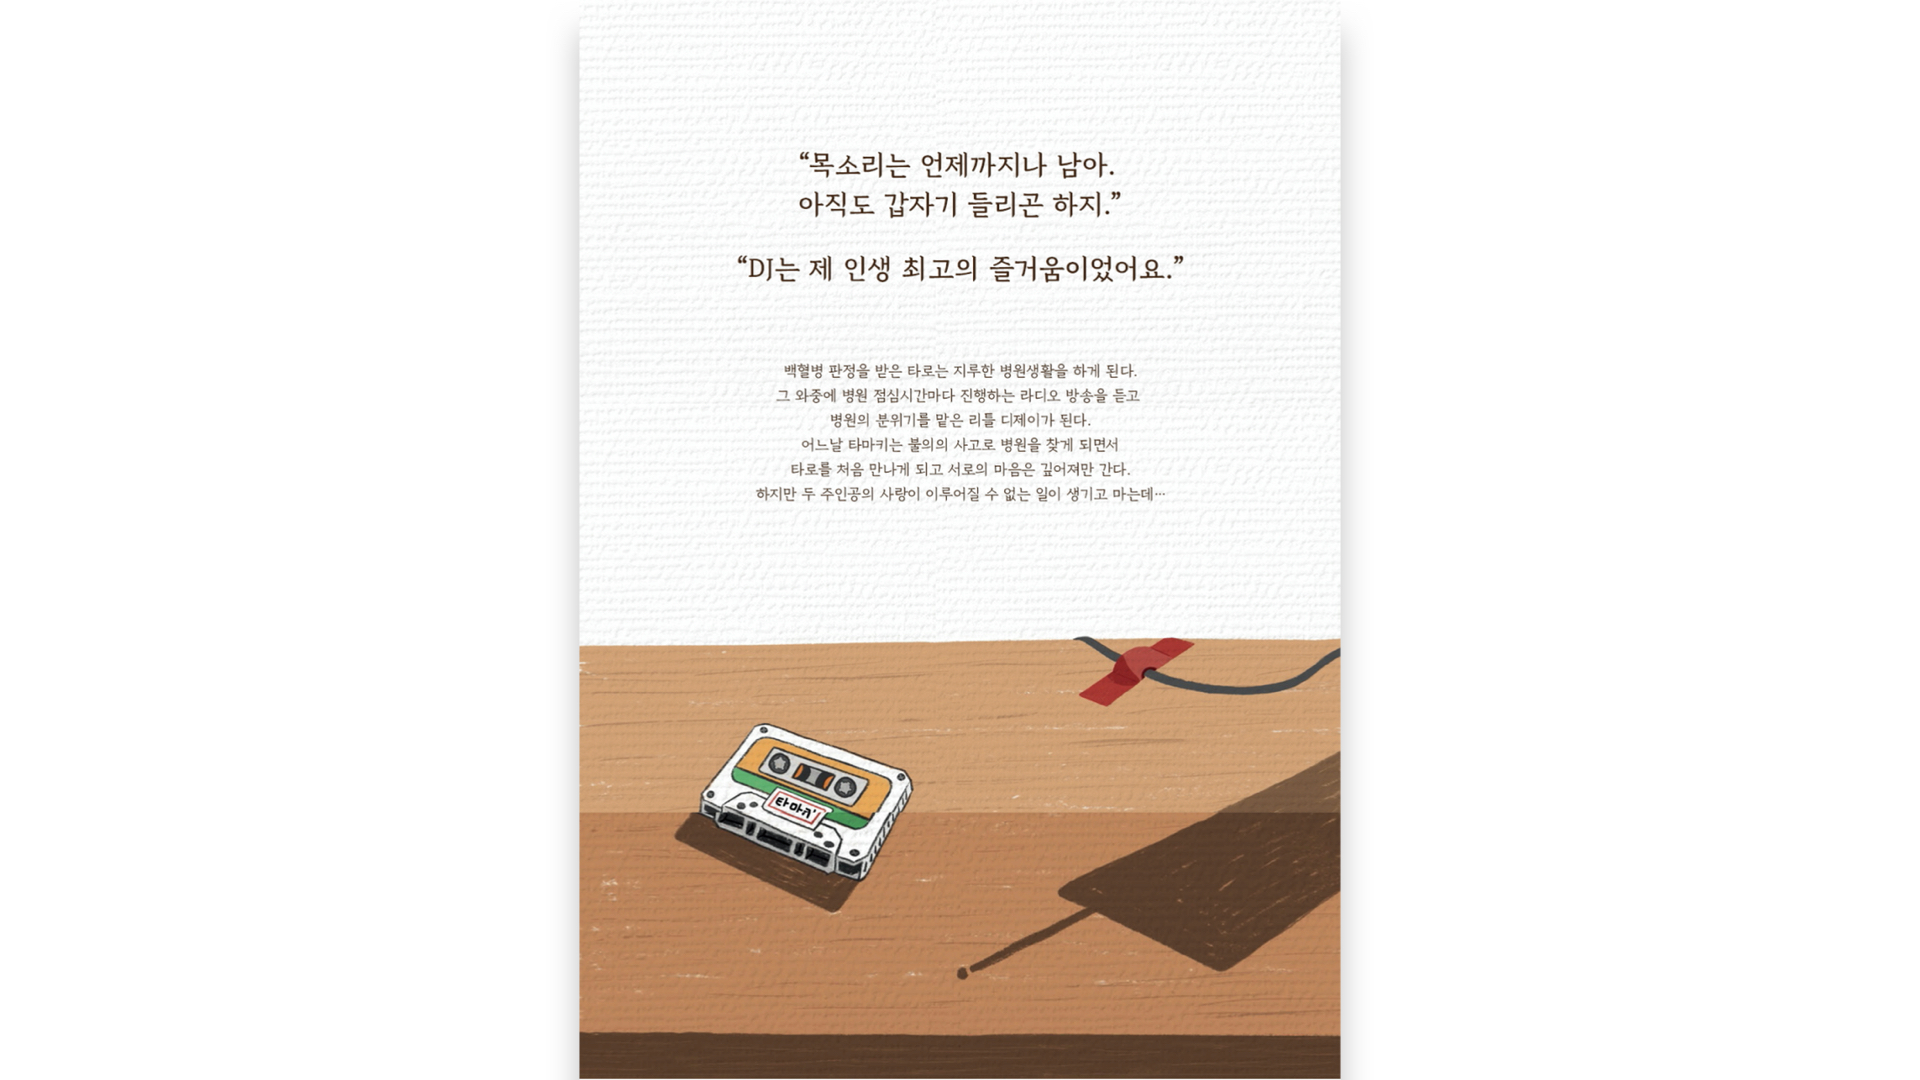 “목소리는 언제까지나 남아.
아직도 갑자기 들리곤 하지.”
“DJ는 제 인생 최고의 즐거움이었어요.”
백혈병 판정을 받은 타로는 지루한 병원생활을 하게 된다.
그 와중에 병원 점심시간마다 진행하는 라디오 방송을 듣고
병원의 분위기를 맡은 리틀 디제이가 된다.
어느날 타마키는 불의의 사고로 병원을 찾게 되면서
타로를 처음 만나게 되고 서로의 마음은 깊어져만 간다.
하지만 두 주인공의 사랑이 이루어질 수 없는 일이 생기고 마는데…
타마키